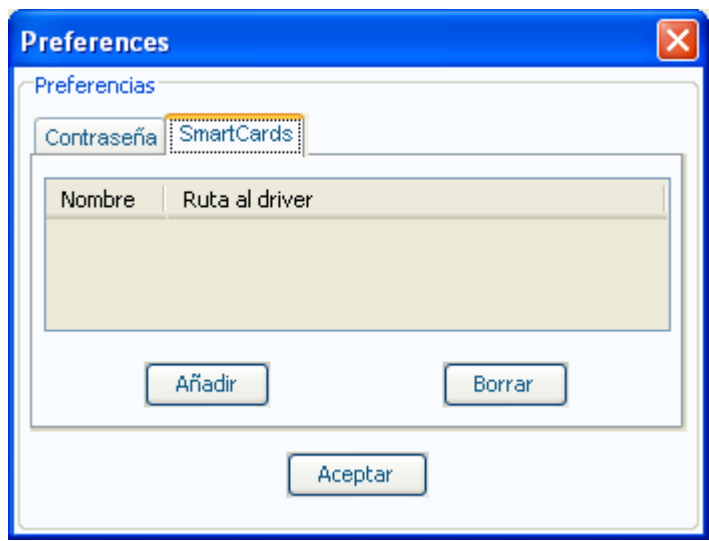 Preferences
Preferencias
Contraseña SmartCards
Nombre Ruta al driver
Añadir Borrar
Aceptar